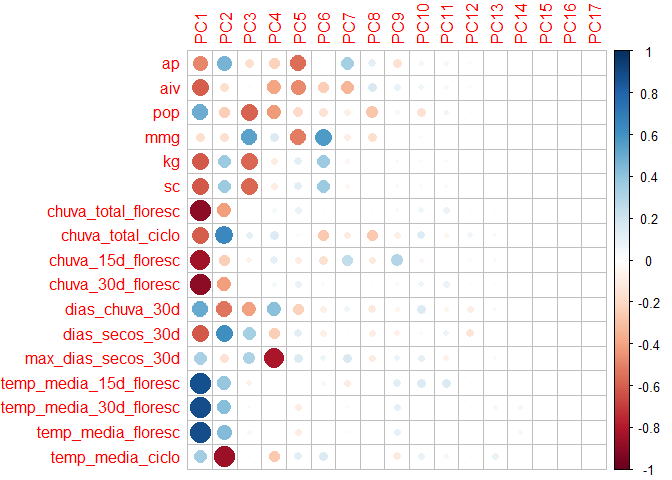 PC1 PC2 PC3 PC4 PC5 PC6 PC7 PC8 PC9 PC10 PC11 PC12 PC13 PC14 PC15 PC16 PC17
ap
aiv
pop
mmg
kg
sc
chuva_total_floresc
chuva_total_ciclo
chuva_15d_floresc
chuva_30d_floresc
dias_chuva_30d
dias_secos_30d
max_dias_secos_30d
temp_media_15d_floresc
temp_media_30d_floresc
temp_media_floresc
temp_media_ciclo
1
0.8
0.6
0.4
0.2
0
-0.2
-0.4
-0.6
-0.8
-1